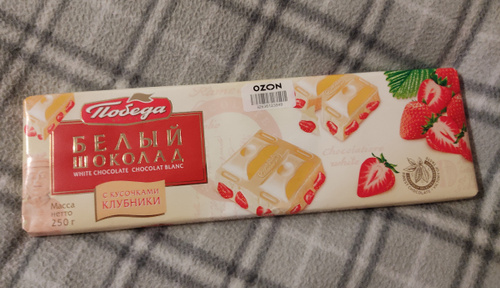 Победа
БЕЛЫЙ
ШОКОЛАД
WHITE CHOCOLATE CHOCOLAT BLANC
С КУСОЧКАМИ
КЛУБНИКИ
Масса
нетто
250 г
OZON